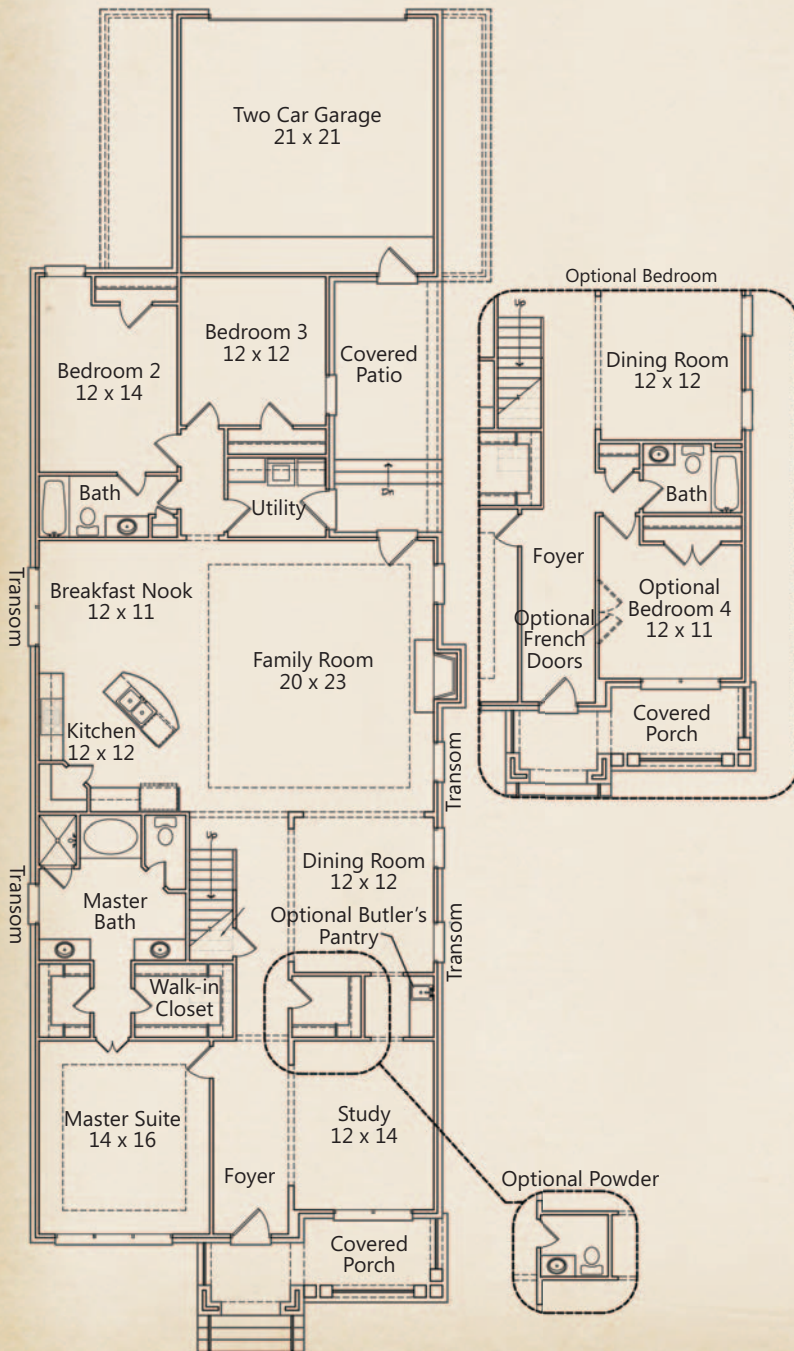 Two Car Garage
21 x 21
Bedroom 2
12 x 14
Bedroom 3
12 x 12
Covered
Patio
Bath
Utility
Dn
Transom
Breakfast Nook
12 x 11
Family Room
20 x 23
Kitchen
12 x 12
Transom
Transom
Master
Bath
Up
Dining Room
12 x 12
Optional Butler's
Pantry
Transom
Walk-in
Closet
Master Suite
14 x 16
Foyer
Study
12 x 14
Covered
Porch
Optional Bedroom
Up
Dining Room
12 x 12
Bath
Foyer
Optional
Bedroom 4
12 x 11
Optional
French
Doors
Covered
Porch
Optional Powder